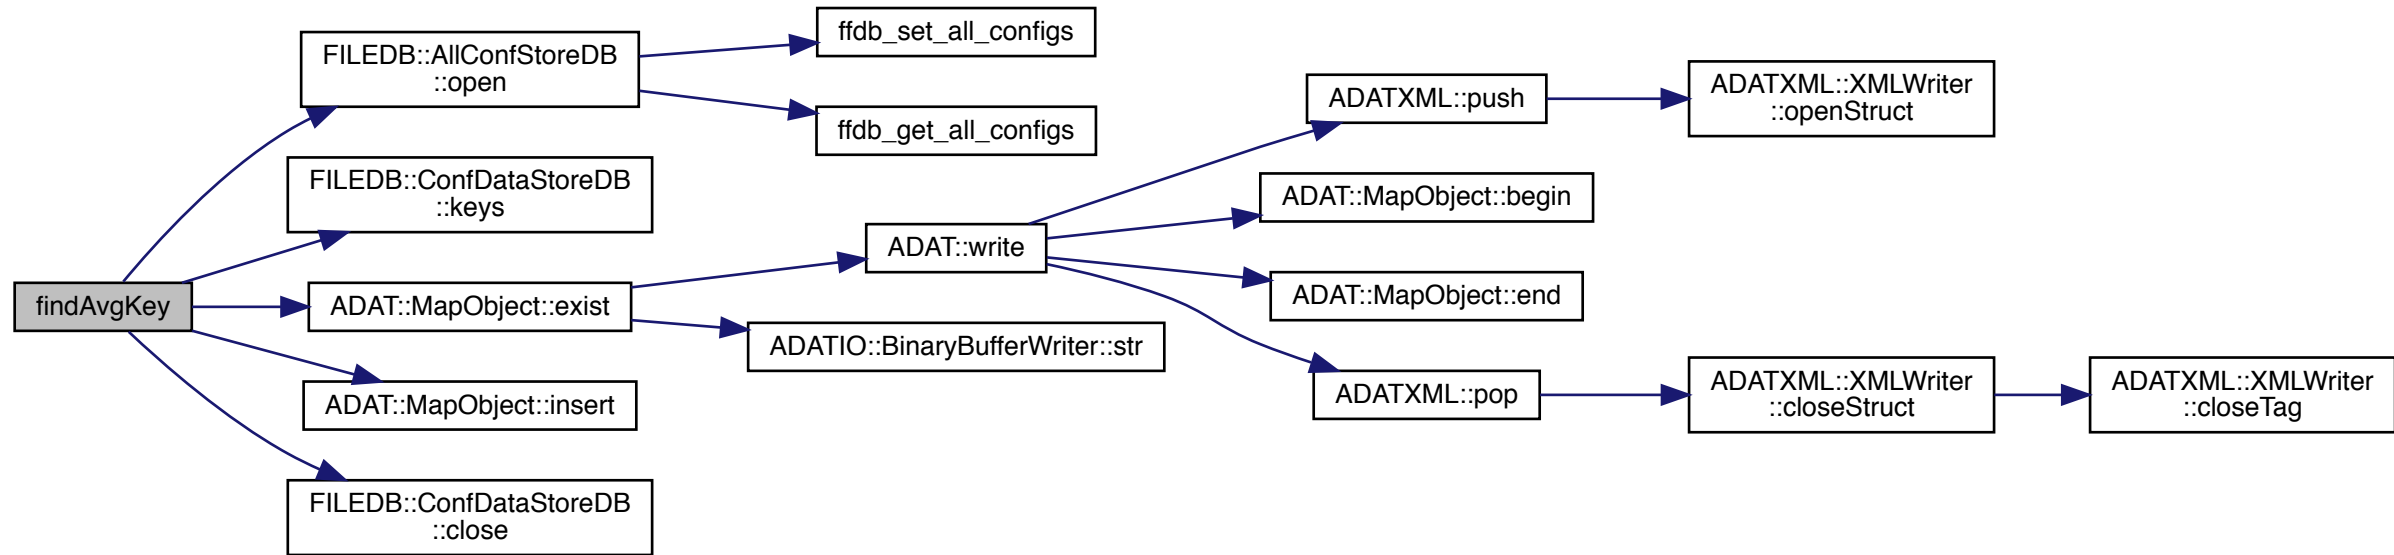 findAvgKey
FILEDB::AllConfStoreDB
::open
ffdb_set_all_configs
ffdb_get_all_configs
FILEDB::ConfDataStoreDB
::keys
ADAT::MapObject::exist
ADAT::write
ADATXML::push
ADATXML::XMLWriter
::openStruct
ADAT::MapObject::begin
ADAT::MapObject::end
ADATXML::pop
ADATXML::XMLWriter
::closeStruct
ADATXML::XMLWriter
::closeTag
ADATIO::BinaryBufferWriter::str
ADAT::MapObject::insert
FILEDB::ConfDataStoreDB
::close